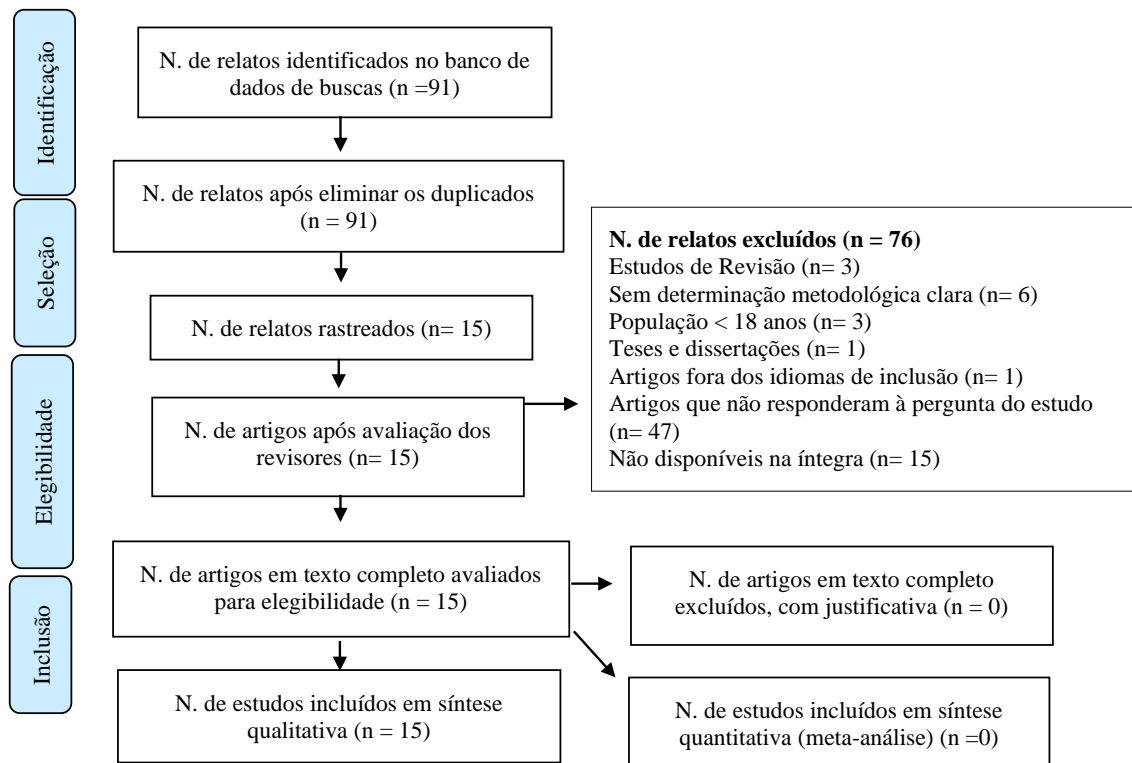 Identificação
N. de relatos identificados no banco de
dados de buscas (n =91)
N. de relatos após eliminar os duplicados
(n = 91)
Seleção
N. de relatos rastreados (n= 15)
N. de relatos excluídos (n = 76)
Estudos de Revisão (n= 3)
Sem determinação metodológica clara (n= 6)
População < 18 anos (n= 3)
Teses e dissertações (n= 1)
Artigos fora dos idiomas de inclusão (n= 1)
Artigos que não responderam à pergunta do estudo
(n= 47)
Não disponíveis na íntegra (n= 15)
Elegibilidade
N. de artigos após avaliação dos
revisores (n= 15)
N. de artigos em texto completo avaliados
para elegibilidade (n = 15)
N. de artigos em texto completo
excluídos, com justificativa (n = 0)
Inclusão
N. de estudos incluídos em síntese
qualitativa (n = 15)
N. de estudos incluídos em síntese
quantitativa (meta-análise) (n =0)